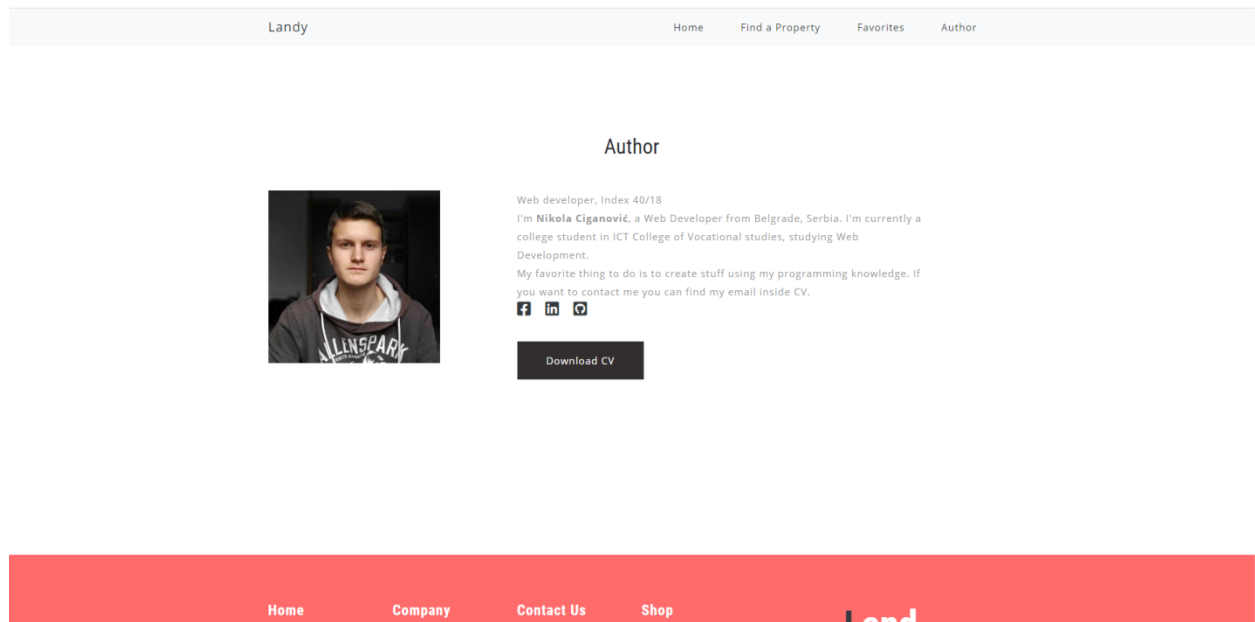 Landy
Home
Find a Property
Favorites
Author
Author
Web developer, Index 40/18
I'm Nikola Ciganović, a Web Developer from Belgrade, Serbia. I'm currently a
college student in ICT College of Vocational studies, studying Web
Development.
My favorite thing to do is to create stuff using my programming knowledge. If
you want to contact me you can find my email inside CV.
Download CV
Home
Company
Contact Us
Shop